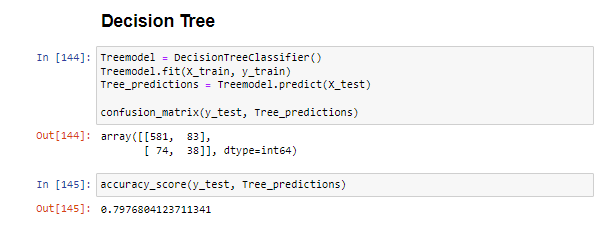 Decision Tree
In [144]: Treemodel = DecisionTreeClassifier()
Treemodel.fit(X_train, y_train)
Tree_predictions = Treemodel.predict(X_test)
confusion_matrix(y_test, Tree_predictions)
Out[144]: array([[581,  83],
       [ 74,  38]], dtype=int64)
In [145]: accuracy_score(y_test, Tree_predictions)
Out[145]: 0.7976804123711341